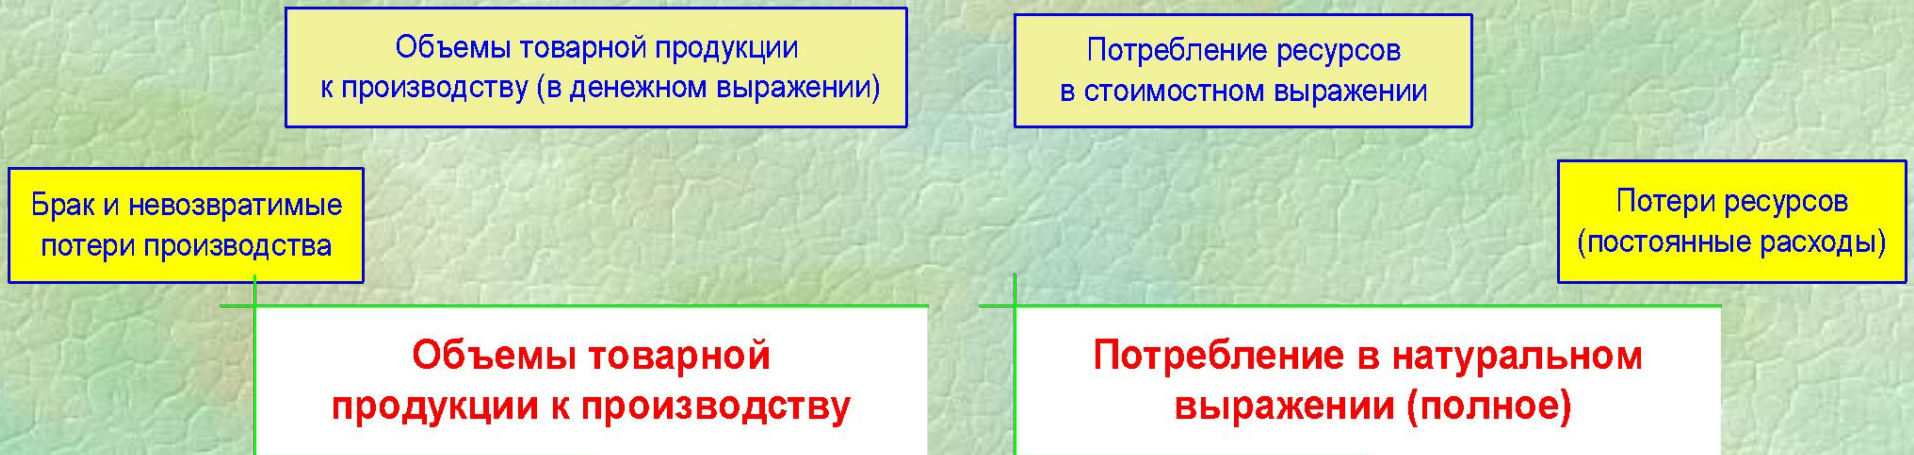 Объемы товарной продукции
к производству (в денежном выражении)
Потребление ресурсов
в стоимостном выражении
Брак и невозвратимые
потери производства
Потери ресурсов
(постоянные расходы)
Объемы товарной
продукции к производству
Потребление в натуральном
выражении (полное)